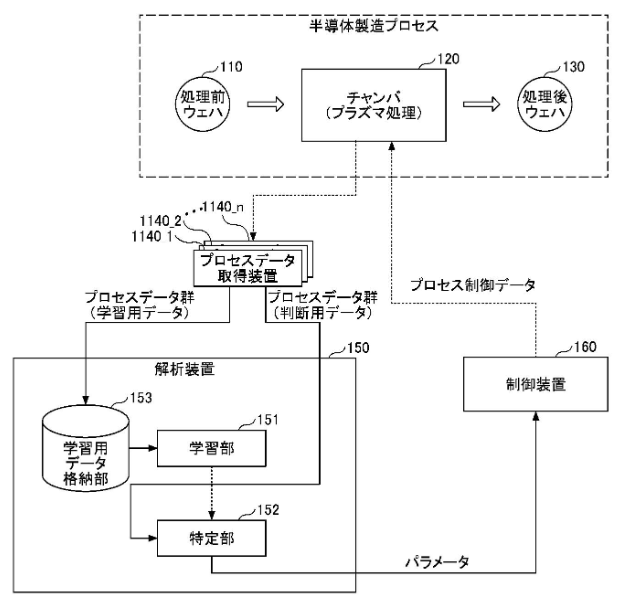 半導体製造プロセス
110
120
130
処理前
ウェハ
チャンバ
(プラズマ処理)
処理後
ウェハ
1140_n
1140_2
1140_1
プロセスデータ
取得装置
プロセス制御データ
プロセスデータ群
(学習用データ)
プロセスデータ群
(判断用データ)
150
160
解析装置
制御装置
153
151
学習用
データ
格納部
学習部
152
特定部
パラメータ